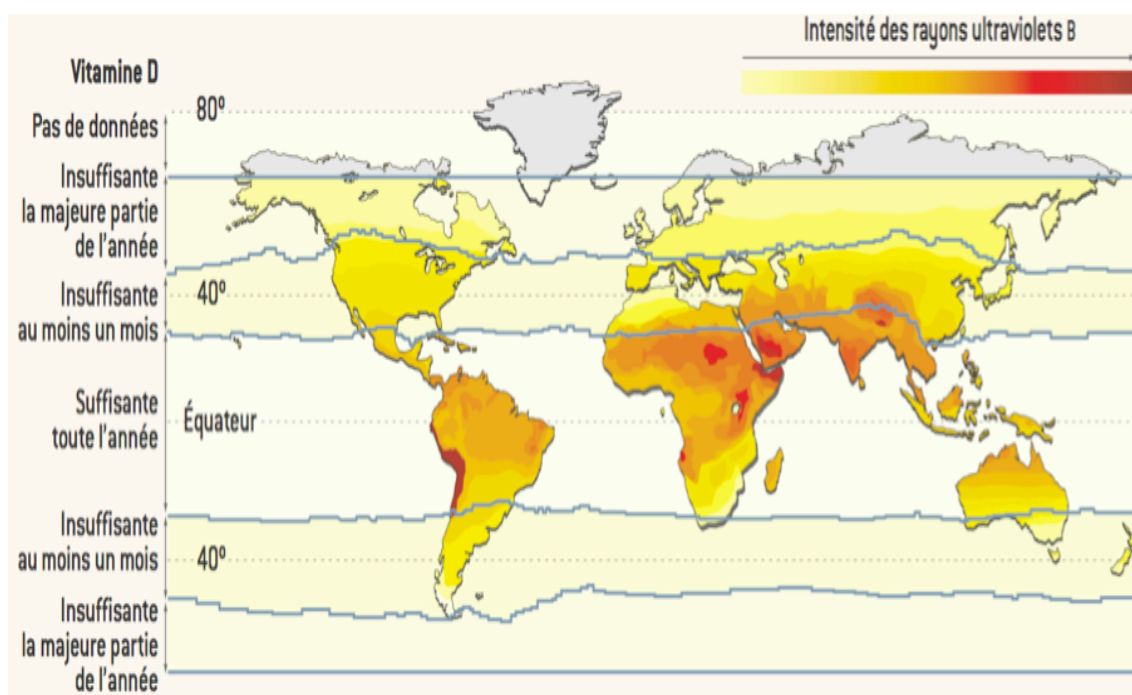 Intensité des rayons ultraviolets B
Vitamine D
80°
Pas de données
Insuffisante
la majeure partie
de l'année
Insuffisante
40°
au moins un mois
Suffisante
Équateur
toute l'année
Insuffisante
au moins un mois
40°
Insuffisante
la majeure partie
de l'année